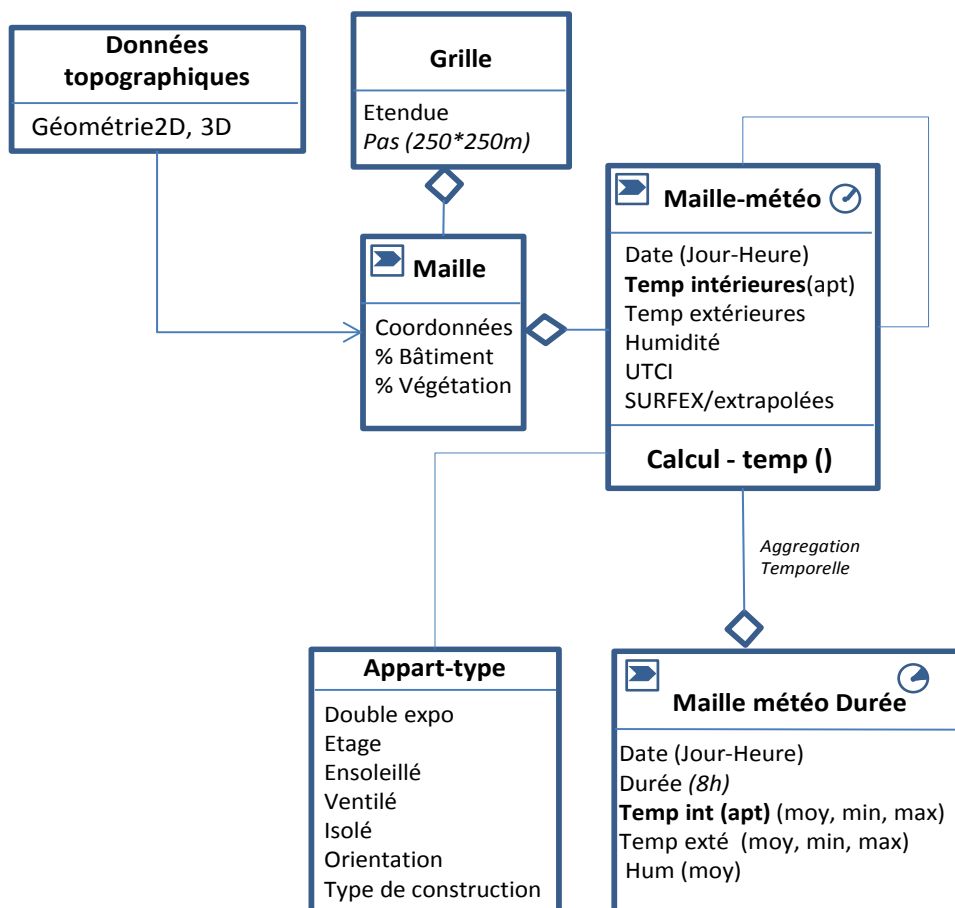 Données
topographiques
Géométrie2D, 3D
Grille
Etendue
Pas (250*250m)
Maille
Coordonnées
% Bâtiment
% Végétation
Maille-météo
Date (Jour-Heure)
Temp intérieures(apt)
Temp extérieures
Humidité
UTCI
SURFEX/extrapolées
Calcul - temp ()
Aggregation
Temporelle
Appart-type
Double expo
Etage
Ensoleillé
Ventilé
Isolé
Orientation
Type de construction
Maille météo Durée
Date (Jour-Heure)
Durée (8h)
Temp int (apt) (moy, min, max)
Temp exté (moy, min, max)
Hum (moy)